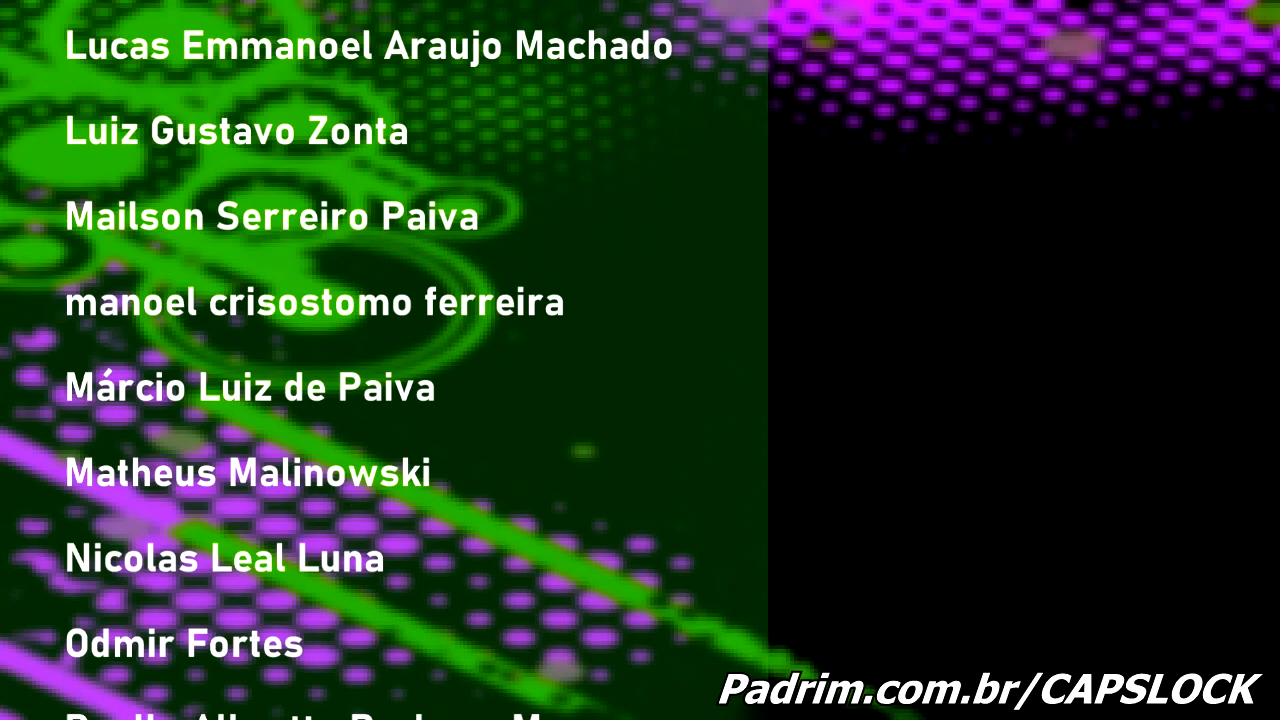 Lucas Emmanoel Araujo Machado
Luiz Gustavo Zonta
Mailson Serreiro Paiva
manoel crisostomo ferreira
Márcio Luiz de Paiva
Matheus Malinowski
Nicolas Leal Luna
Odmir Fortes
Padrim.com.br/CAPSLOCK